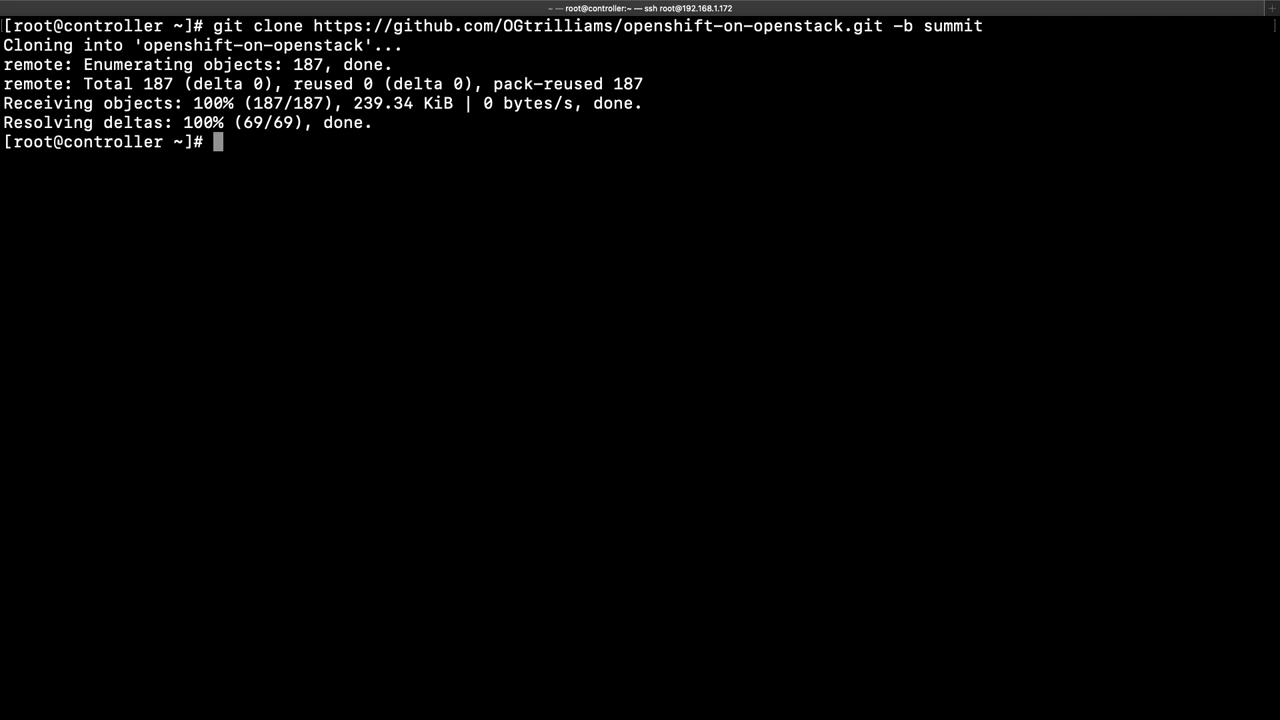 ~ — root@controller:~ — ssh root@192.168.1.172
[root@controller ~]# git clone https://github.com/OGtrilliams/openshift-on-openstack.git -b summit
Cloning into 'openshift-on-openstack'...
remote: Enumerating objects: 187, done.
remote: Total 187 (delta 0), reused 0 (delta 0), pack-reused 187
Receiving objects: 100% (187/187), 239.34 KiB | 0 bytes/s, done.
Resolving deltas: 100% (69/69), done.
[root@controller ~]#